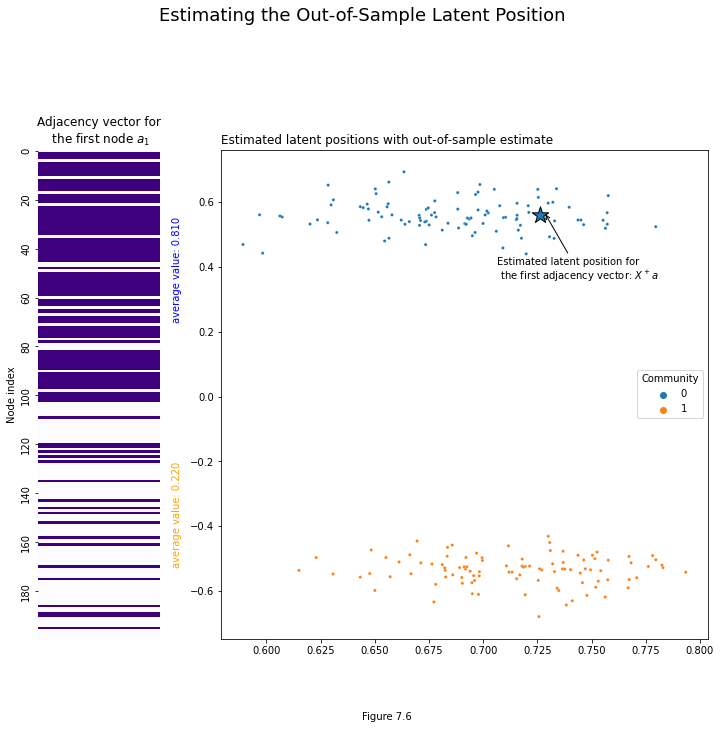 Estimating the Out-of-Sample Latent Position
Adjacency vector for
the first node a₁
Node index
0
20
40
60
80
100
120
140
160
180
average value: 0.810
average value: 0.220
Estimated latent positions with out-of-sample estimate
0.6
0.4
0.2
0.0
−0.2
−0.4
−0.6
Estimated latent position for
the first adjacency vector: X⁺a
Community
0
1
0.600
0.625
0.650
0.675
0.700
0.725
0.750
0.775
0.800
Figure 7.6